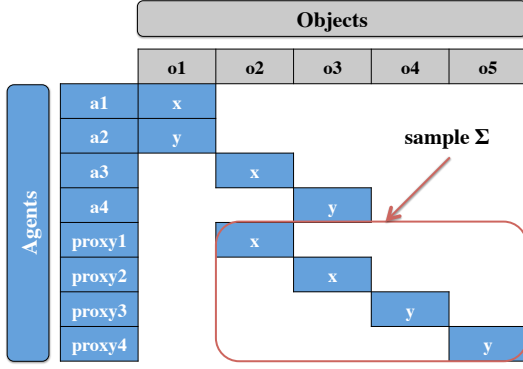 Objects
o1 o2 o3 o4 o5
sample Σ
Agents
a1 x
a2 y
a3 x
a4 y
proxy1 x
proxy2 x
proxy3 y
proxy4 y